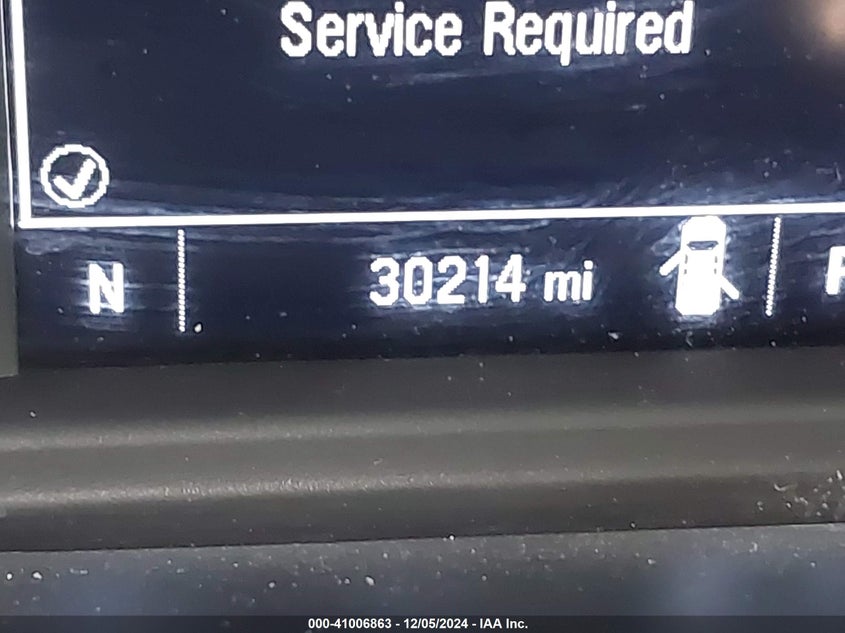 Service Required
N 30214 mi
000-41006863 - 12/05/2024 - IAA Inc.